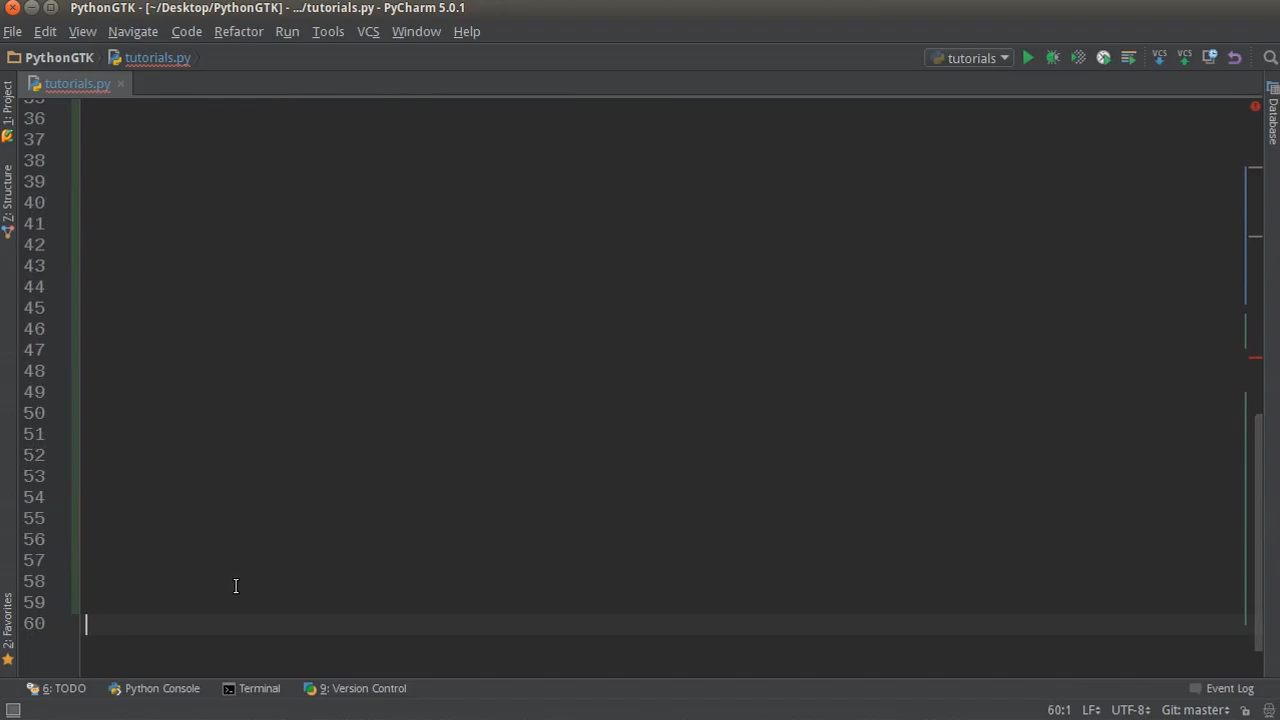 PythonGTK - [~/Desktop/PythonGTK] - .../tutorials.py - PyCharm 5.0.1
File Edit View Navigate Code Refactor Run Tools VCS Window Help
PythonGTK tutorials.py tutorials VCS VCS
tutorials.py
1: Project
Z: Structure
2: Favorites
Database
35
36
37
38
39
40
41
42
43
44
45
46
47
48
49
50
51
52
53
54
55
56
57
58
59
60
6: TODO Python Console Terminal 9: Version Control Event Log
60:1 LF UTF-8 Git: master